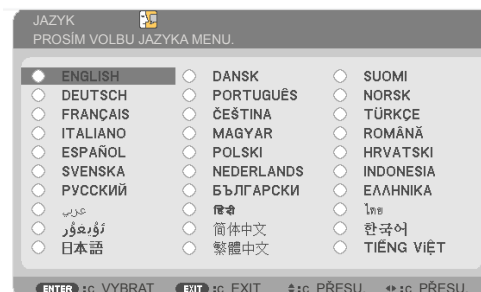 JAZYK
PROSÍM VOLBU JAZYKA MENU.
ENGLISH DANSK SUOMI
DEUTSCH PORTUGUÊS NORSK
FRANÇAIS ČEŠTINA TÜRKÇE
ITALIANO MAGYAR ROMÂNĂ
ESPAÑOL POLSKI HRVATSKI
SVENSKA NEDERLANDS INDONESIA
РУССКИЙ БЪЛГАРСКИ ΕΛΛΗΝΙΚΑ
عربي हिंदी ไทย
ئۇيغۇر 简体中文 한국어
日本語 繁體中文 TIẾNG VIỆT
ENTER :c VYBRAT EXIT :c EXIT :c PŘESU. :c PŘESU.